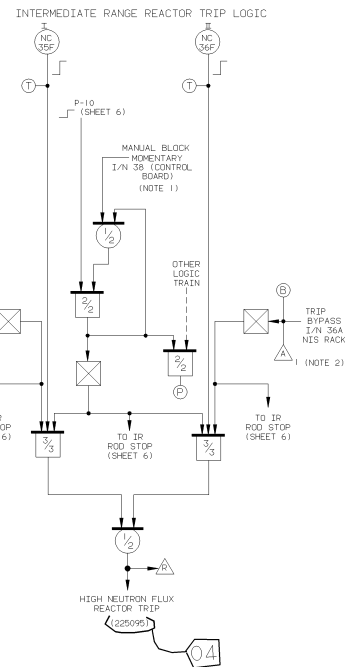 INTERMEDIATE RANGE REACTOR TRIP LOGIC
I
II
NC
35F
NC
36F
T
T
P-10
(SHEET 6)
MANUAL BLOCK
MOMENTARY
I/N 38 (CONTROL
BOARD)
(NOTE 1)
1/2
OTHER
LOGIC
TRAIN
2/2
B
TRIP
BYPASS
I/N 36A
NIS RACK
2/2
A
1 (NOTE 2)
P
R
OP
6)
TO IR
ROD STOP
(SHEET 6)
TO IR
ROD STOP
(SHEET 6)
3/3
3/3
1/2
R
HIGH NEUTRON FLUX
REACTOR TRIP
(225095)
04